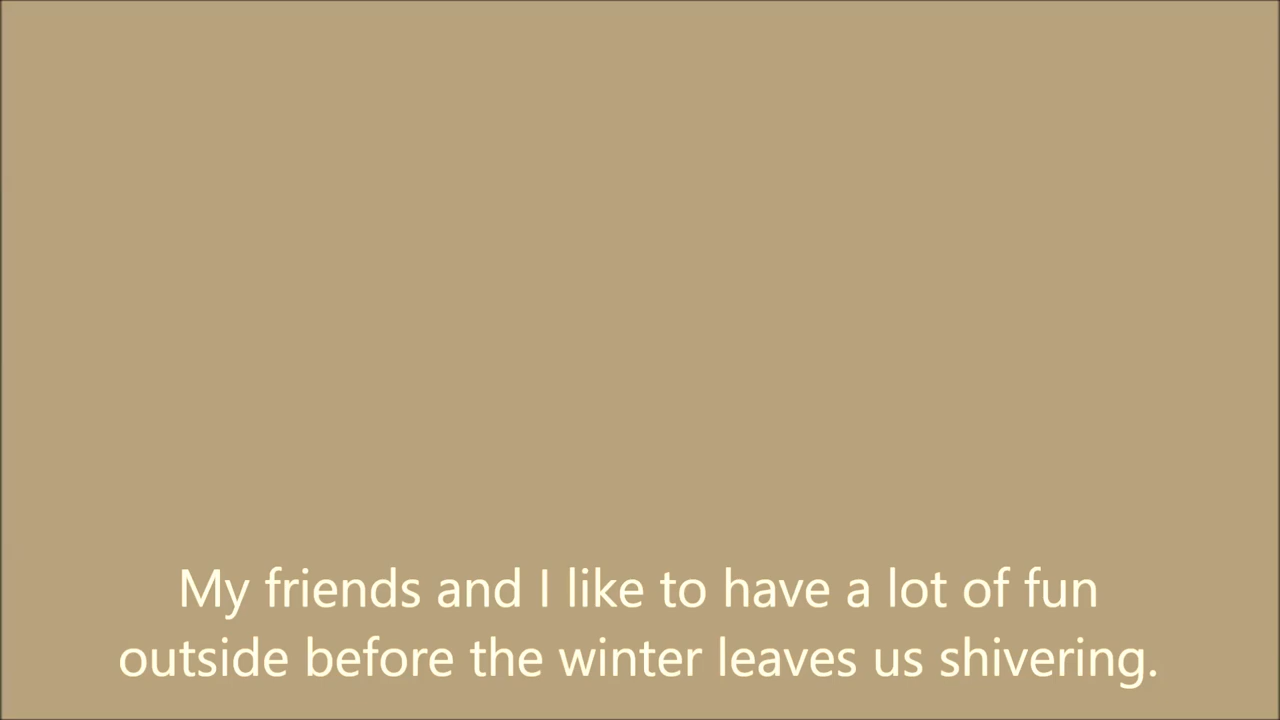 My friends and I like to have a lot of fun
outside before the winter leaves us shivering.